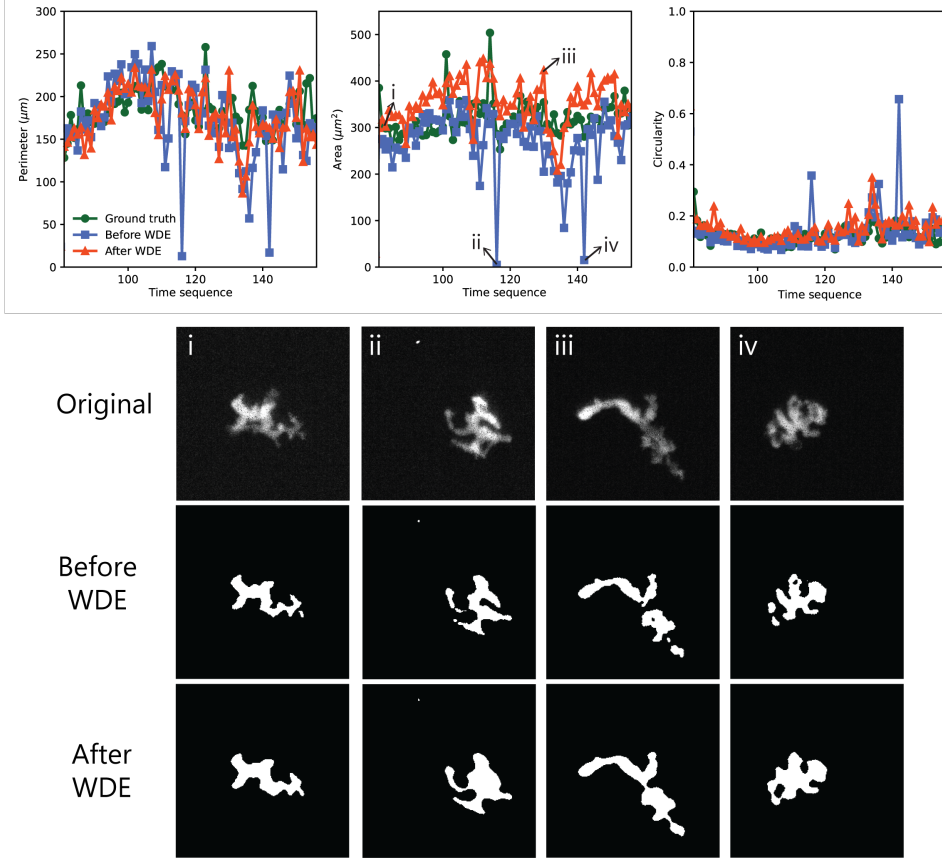 300
250
200
150
100
50
0
Perimeter (μm)
Ground truth
Before WDE
After WDE
100 120 140
Time sequence
500
400
300
200
100
0
Area (μm²)
i
ii
iii
iv
100 120 140
Time sequence
1.0
0.8
0.6
0.4
0.2
0.0
Circularity
100 120 140
Time sequence
i ii iii iv
Original
Before
WDE
After
WDE